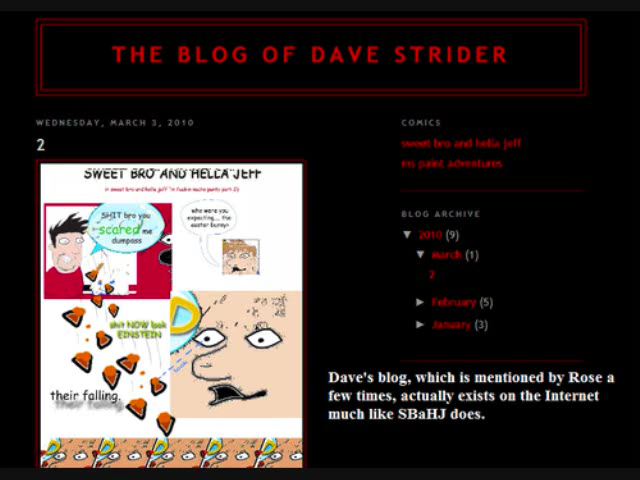 THE BLOG OF DAVE STRIDER
WEDNESDAY, MARCH 3, 2010
2
SWEET BRO AND HELLA JEFF
SHIT bro you
scared me
dumpass
who were you
expecting... the
easter bunny?
shit NOW look
EINSTEIN
their falling.
their falling.
COMICS
sweet bro and hella jeff
ms paint adventures
BLOG ARCHIVE
▼ 2010 (9)
▼ March (1)
2
► February (5)
► January (3)
Dave's blog, which is mentioned by Rose a
few times, actually exists on the Internet
much like SBaHJ does.